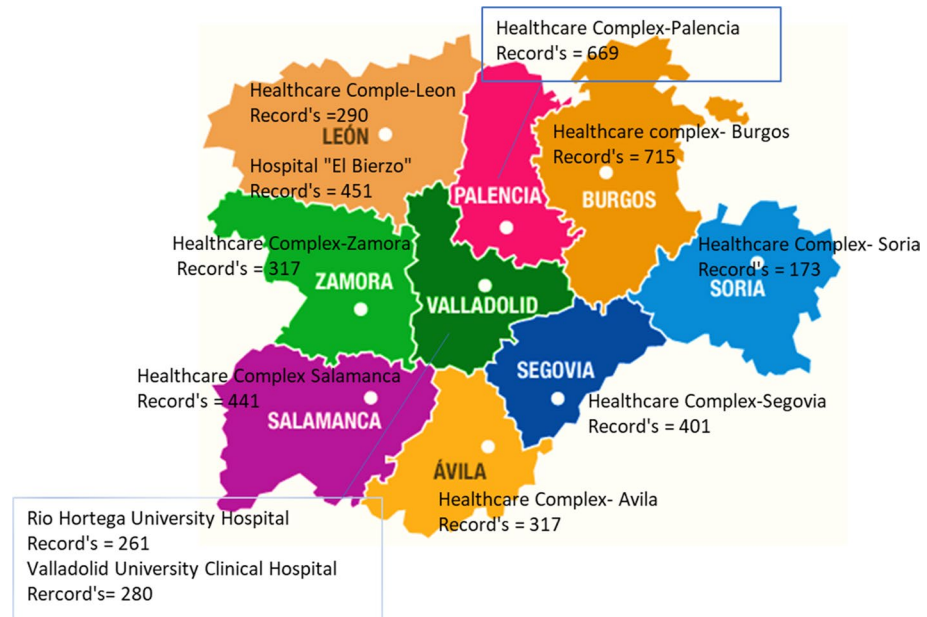 Healthcare Complex-Palencia
Record's = 669
Healthcare Comple-Leon
Record's =290
LEÓN
Hospital "El Bierzo"
Record's = 451
Healthcare complex- Burgos
Record's = 715
PALENCIA
BURGOS
Healthcare Complex-Zamora
Record's = 317
ZAMORA
VALLADOLID
Healthcare Complex- Soria
Record's = 173
SORIA
Healthcare Complex Salamanca
Record's = 441
SALAMANCA
SEGOVIA
Healthcare Complex-Segovia
Record's = 401
ÁVILA
Healthcare Complex- Avila
Record's = 317
Rio Hortega University Hospital
Record's = 261
Valladolid University Clinical Hospital
Rercord's= 280